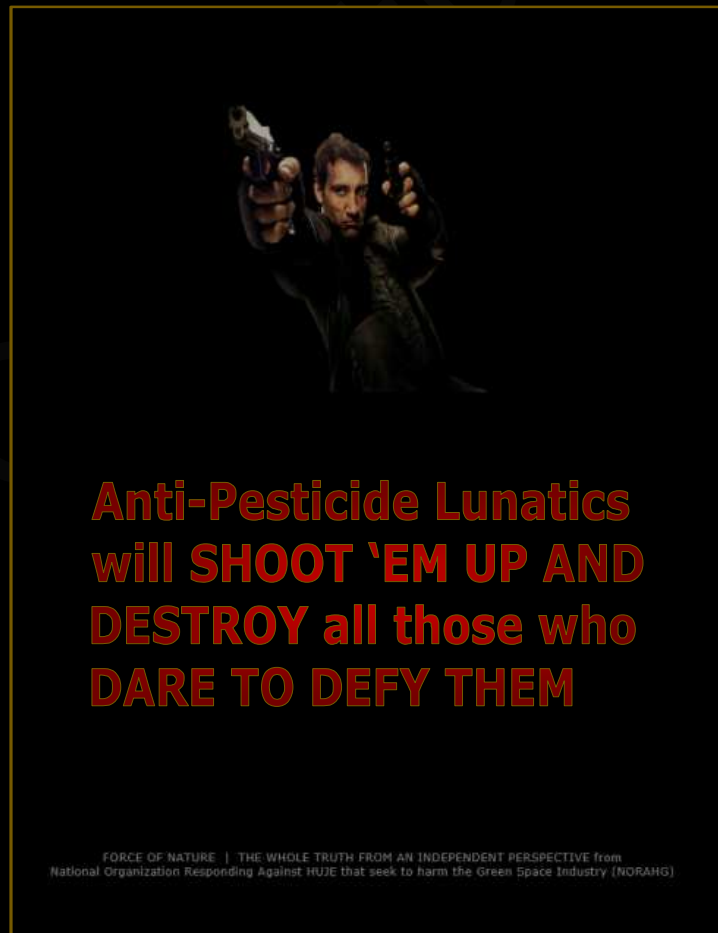 Anti-Pesticide Lunatics
will SHOOT ‘EM UP AND
DESTROY all those who
DARE TO DEFY THEM
FORCE OF NATURE | THE WHOLE TRUTH FROM AN INDEPENDENT PERSPECTIVE from
National Organization Responding Against HUJE that seek to harm the Green Space Industry (NORAHG)